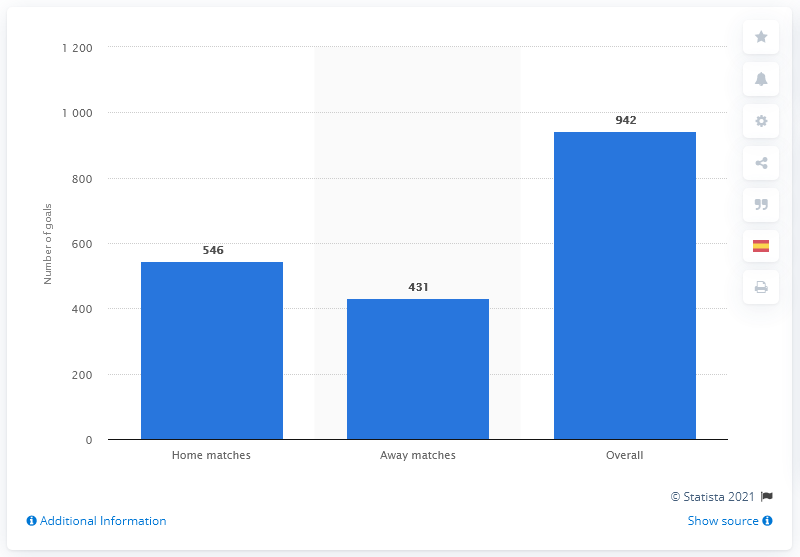 1 200
1 000
800
600
400
200
0
Number of goals
546
431
942
Home matches
Away matches
Overall
© Statista 2021
Additional Information
Show source